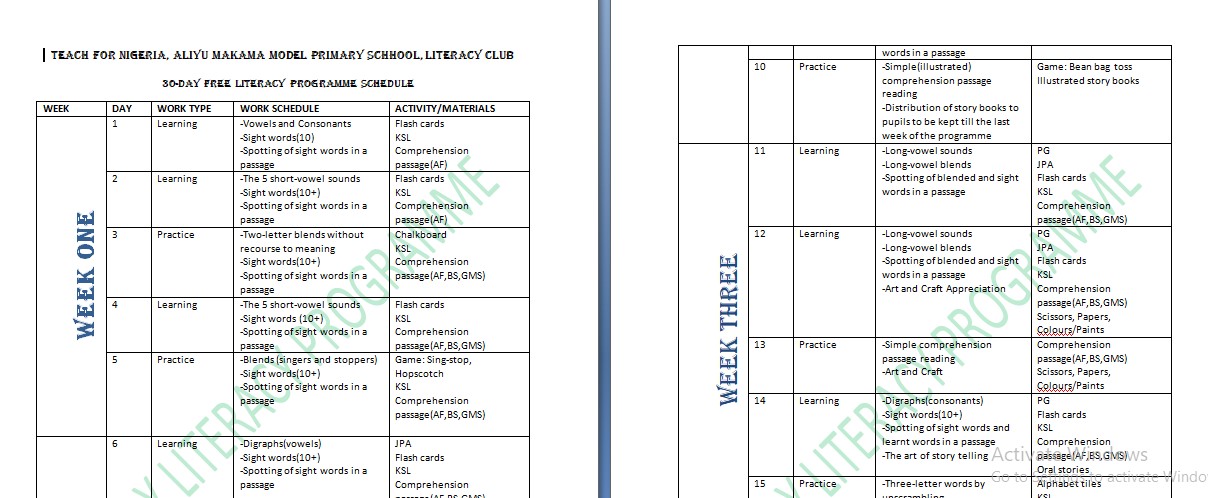 TEACH FOR NIGERIA, ALIYU MAKAMA MODEL PRIMARY SCHHOOL, LITERACY CLUB
30-DAY FREE LITERACY PROGRAMME SCHEDULE
WEEK DAY WORK TYPE WORK SCHEDULE ACTIVITY/MATERIALS
WEEK ONE
1 Learning -Vowels and Consonants Flash cards
-Sight words(10) KSL
-Spotting of sight words in a Comprehension
passage passage(AF)
2 Learning -The 5 short-vowel sounds Flash cards
-Sight words(10+) KSL
-Spotting of sight words in a Comprehension
passage passage(AF)
3 Practice -Two-letter blends without Chalkboard
recourse to meaning KSL
-Sight words(10+) Comprehension
-Spotting of sight words in a passage(AF,BS,GMS)
passage
4 Learning -The 5 short-vowel sounds Flash cards
-Sight words (10+) KSL
-Spotting of sight words in a Comprehension
passage passage(AF,BS,GMS)
5 Practice -Blends (singers and stoppers) Game: Sing-stop,
-Sight words(10+) Hopscotch
-Spotting of sight words in a KSL
passage Comprehension
passage(AF,BS,GMS)
6 Learning -Digraphs(vowels) JPA
-Sight words(10+) Flash cards
-Spotting of sight words in a KSL
passage Comprehension
passage(AF,BS,GMS)
Y LITERACY PROGRAMME
words in a passage
10 Practice -Simple(illustrated) Game: Bean bag toss
comprehension passage Illustrated story books
reading
-Distribution of story books to
pupils to be kept till the last
week of the programme
WEEK THREE
11 Learning -Long-vowel sounds PG
-Long-vowel blends JPA
-Spotting of blended and sight Flash cards
words in a passage KSL
Comprehension
passage(AF,BS,GMS)
12 Learning -Long-vowel sounds PG
-Long-vowel blends JPA
-Spotting of blended and sight Flash cards
words in a passage KSL
-Art and Craft Appreciation Comprehension
passage(AF,BS,GMS)
Scissors, Papers,
Colours/Paints
13 Practice -Simple comprehension Comprehension
passage reading passage(AF,BS,GMS)
-Art and Craft Scissors, Papers,
Colours/Paints
14 Learning -Digraphs(consonants) PG
-Sight words(10+) Flash cards
-Spotting of sight words and KSL
learnt words in a passage Comprehension
-The art of story telling passage(AF,BS,GMS)
Oral stories
15 Practice -Three-letter words by Alphabet tiles
unscrambling KSL
Y LITERACY PROGRAMME
Activate Windows
Go to Settings to activate Windo